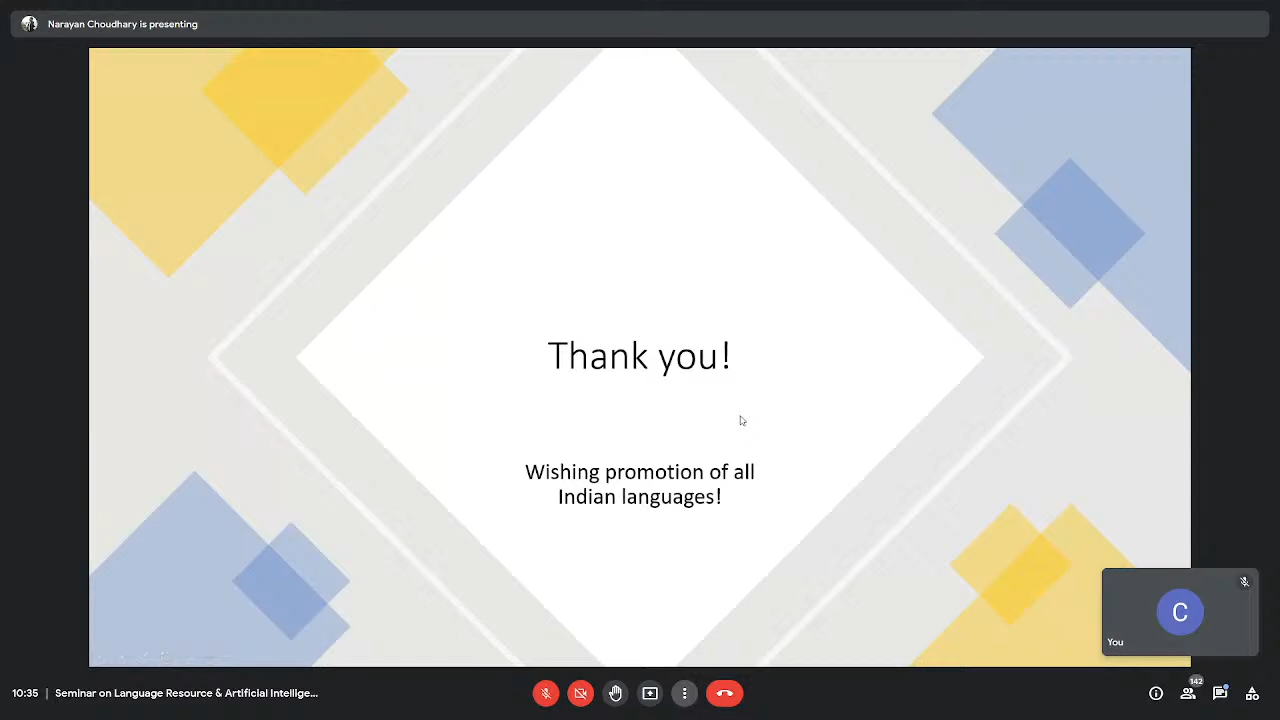 Narayan Choudhary is presenting
Thank you!
Wishing promotion of all
Indian languages!
C
You
10:35 | Seminar on Language Resource & Artificial Intellige...
142